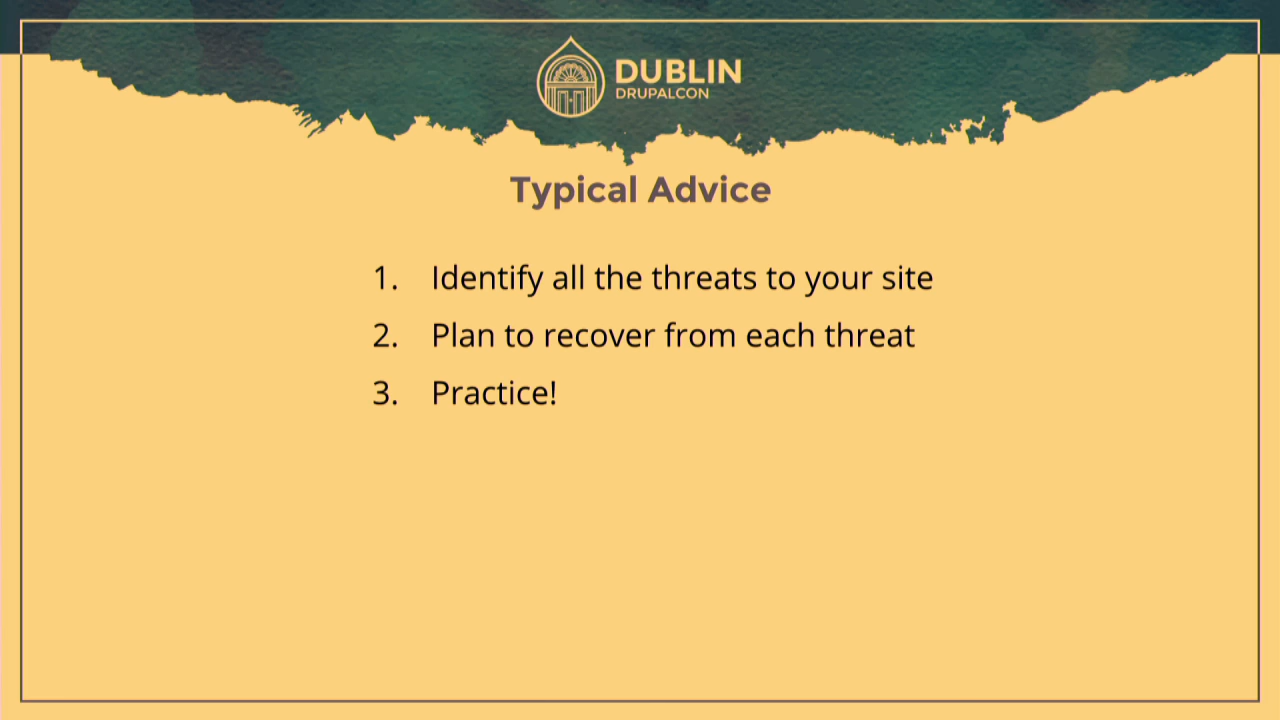 DUBLIN
DRUPALCON
Typical Advice
1. Identify all the threats to your site
2. Plan to recover from each threat
3. Practice!